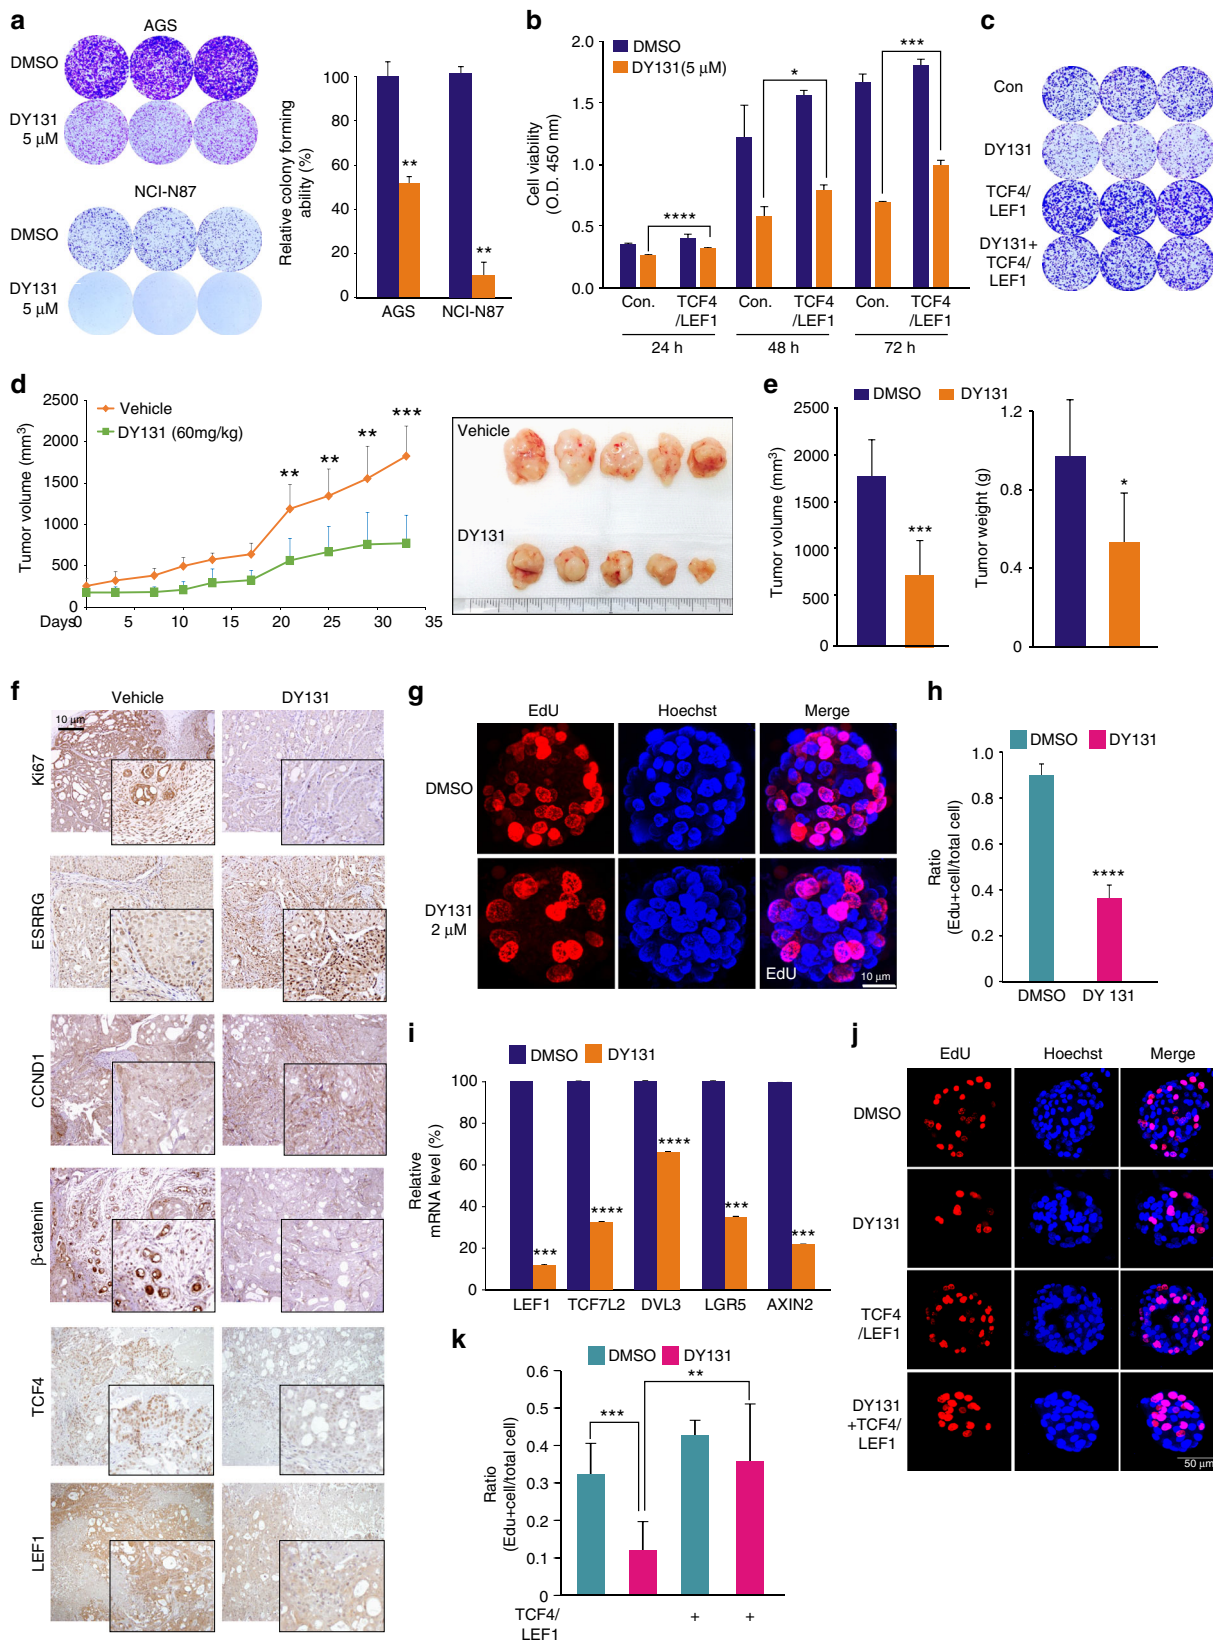 a
AGS
DMSO
DY131
5 μM
NCI-N87
DMSO
DY131
5 μM
Relative colony forming
ability (%)
100
80
60
40
20
0
**
**
AGS
NCI-N87
b
DMSO
DY131(5 μM)
Cell viability
(O.D. 450 nm)
2.0
1.5
1.0
0.5
0.0
****
*
***
Con. TCF4 Con. TCF4 Con. TCF4
/LEF1 /LEF1 /LEF1
24 h 48 h 72 h
c
Con
DY131
TCF4/
LEF1
DY131+
TCF4/
LEF1
d
Tumor volume (mm3)
2500
2000
1500
1000
500
0
Vehicle
DY131 (60mg/kg)
**
**
**
***
Days 0 5 10 15 20 25 30 35
Vehicle
DY131
e
DMSO DY131
Tumor volume (mm3)
2500
2000
1500
1000
500
0
***
Tumor weight (g)
1.2
0.8
0.4
0
*
f
Vehicle DY131
10 μm
Ki67
ESRRG
CCND1
β-catenin
TCF4
LEF1
g
EdU Hoechst Merge
DMSO
DY131
2 μM
EdU
10 μm
h
DMSO DY131
Ratio
(Edu+cell/total cell)
1.0
0.8
0.6
0.4
0.2
0
****
DMSO DY 131
i
DMSO DY131
Relative
mRNA level (%)
100
80
60
40
20
0
***
****
****
***
***
LEF1 TCF7L2 DVL3 LGR5 AXIN2
j
EdU Hoechst Merge
DMSO
DY131
TCF4
/LEF1
DY131
+TCF4/
LEF1
50 μm
k
DMSO DY131
Ratio
(Edu+cell/total cell)
0.6
0.5
0.4
0.3
0.2
0.1
0
***
**
TCF4/
LEF1
+ +